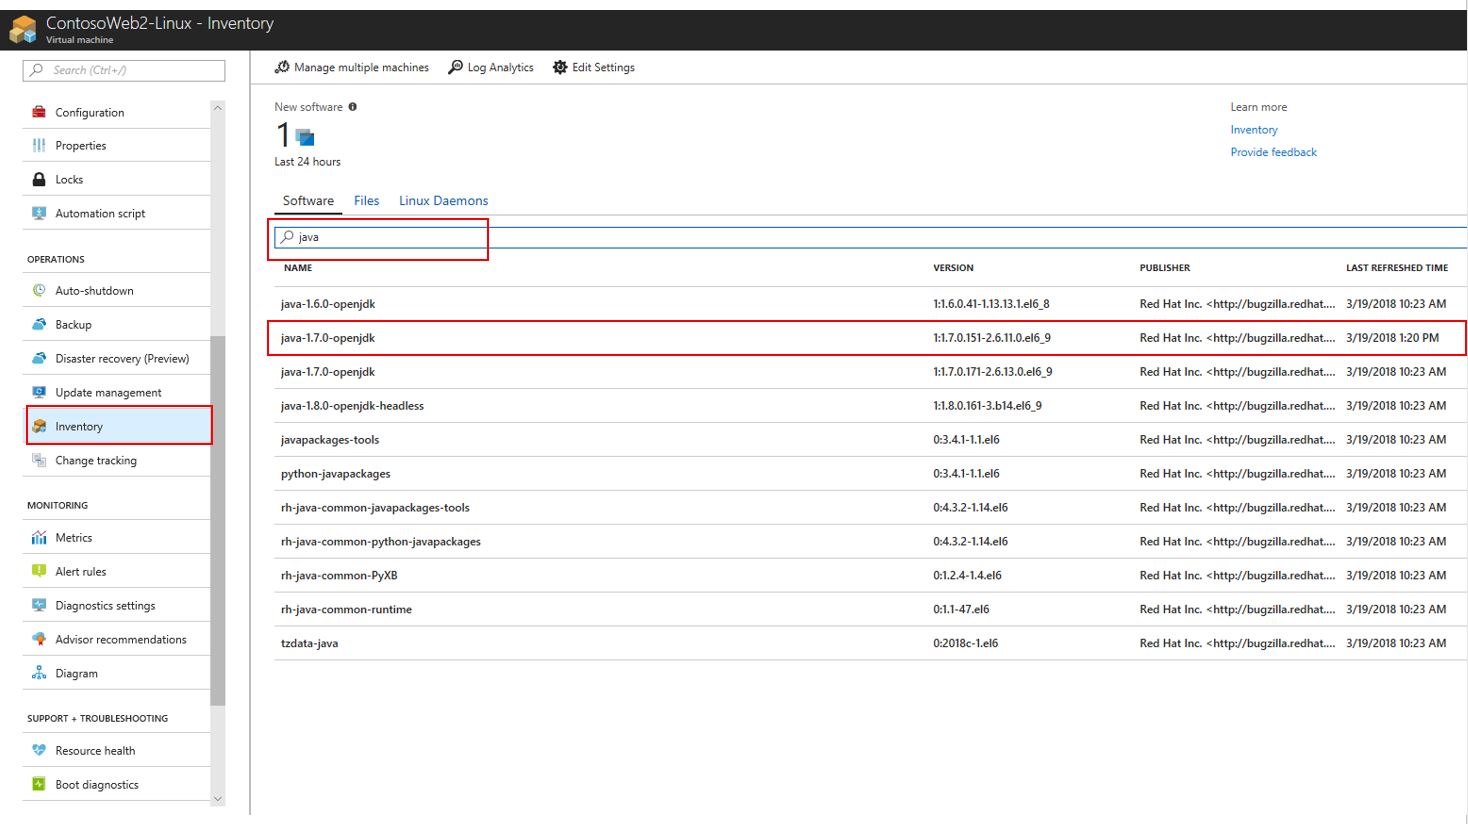 ContosoWeb2-Linux - Inventory
Virtual machine
Search (Ctrl+/)
Configuration
Properties
Locks
Automation script
OPERATIONS
Auto-shutdown
Backup
Disaster recovery (Preview)
Update management
Inventory
Change tracking
MONITORING
Metrics
Alert rules
Diagnostics settings
Advisor recommendations
Diagram
SUPPORT + TROUBLESHOOTING
Resource health
Boot diagnostics
Manage multiple machines Log Analytics Edit Settings
New software
1
Last 24 hours
Learn more
Inventory
Provide feedback
Software Files Linux Daemons
java
NAME VERSION PUBLISHER LAST REFRESHED TIME
java-1.6.0-openjdk 1:1.6.0.41-1.13.13.1.el6_8 Red Hat Inc. <http://bugzilla.redhat.... 3/19/2018 10:23 AM
java-1.7.0-openjdk 1:1.7.0.151-2.6.11.0.el6_9 Red Hat Inc. <http://bugzilla.redhat.... 3/19/2018 1:20 PM
java-1.7.0-openjdk 1:1.7.0.171-2.6.13.0.el6_9 Red Hat Inc. <http://bugzilla.redhat.... 3/19/2018 10:23 AM
java-1.8.0-openjdk-headless 1:1.8.0.161-3.b14.el6_9 Red Hat Inc. <http://bugzilla.redhat.... 3/19/2018 10:23 AM
javapackages-tools 0:3.4.1-1.1.el6 Red Hat Inc. <http://bugzilla.redhat.... 3/19/2018 10:23 AM
python-javapackages 0:3.4.1-1.1.el6 Red Hat Inc. <http://bugzilla.redhat.... 3/19/2018 10:23 AM
rh-java-common-javapackages-tools 0:4.3.2-1.14.el6 Red Hat Inc. <http://bugzilla.redhat.... 3/19/2018 10:23 AM
rh-java-common-python-javapackages 0:4.3.2-1.14.el6 Red Hat Inc. <http://bugzilla.redhat.... 3/19/2018 10:23 AM
rh-java-common-PyXB 0:1.2.4-1.4.el6 Red Hat Inc. <http://bugzilla.redhat.... 3/19/2018 10:23 AM
rh-java-common-runtime 0:1.1-47.el6 Red Hat Inc. <http://bugzilla.redhat.... 3/19/2018 10:23 AM
tzdata-java 0:2018c-1.el6 Red Hat Inc. <http://bugzilla.redhat.... 3/19/2018 10:23 AM